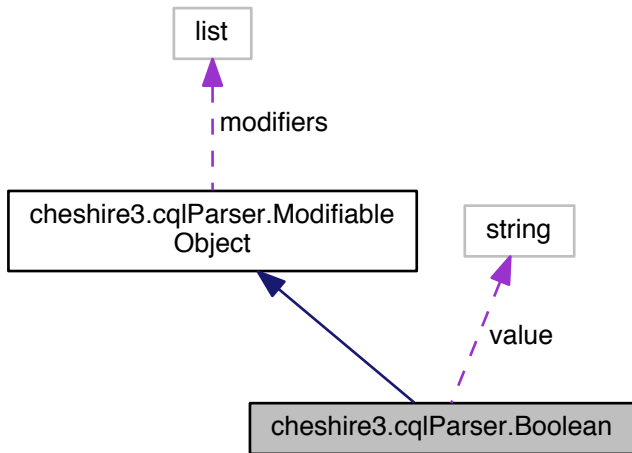 list
modifiers
cheshire3.cqlParser.Modifiable
Object
string
value
cheshire3.cqlParser.Boolean